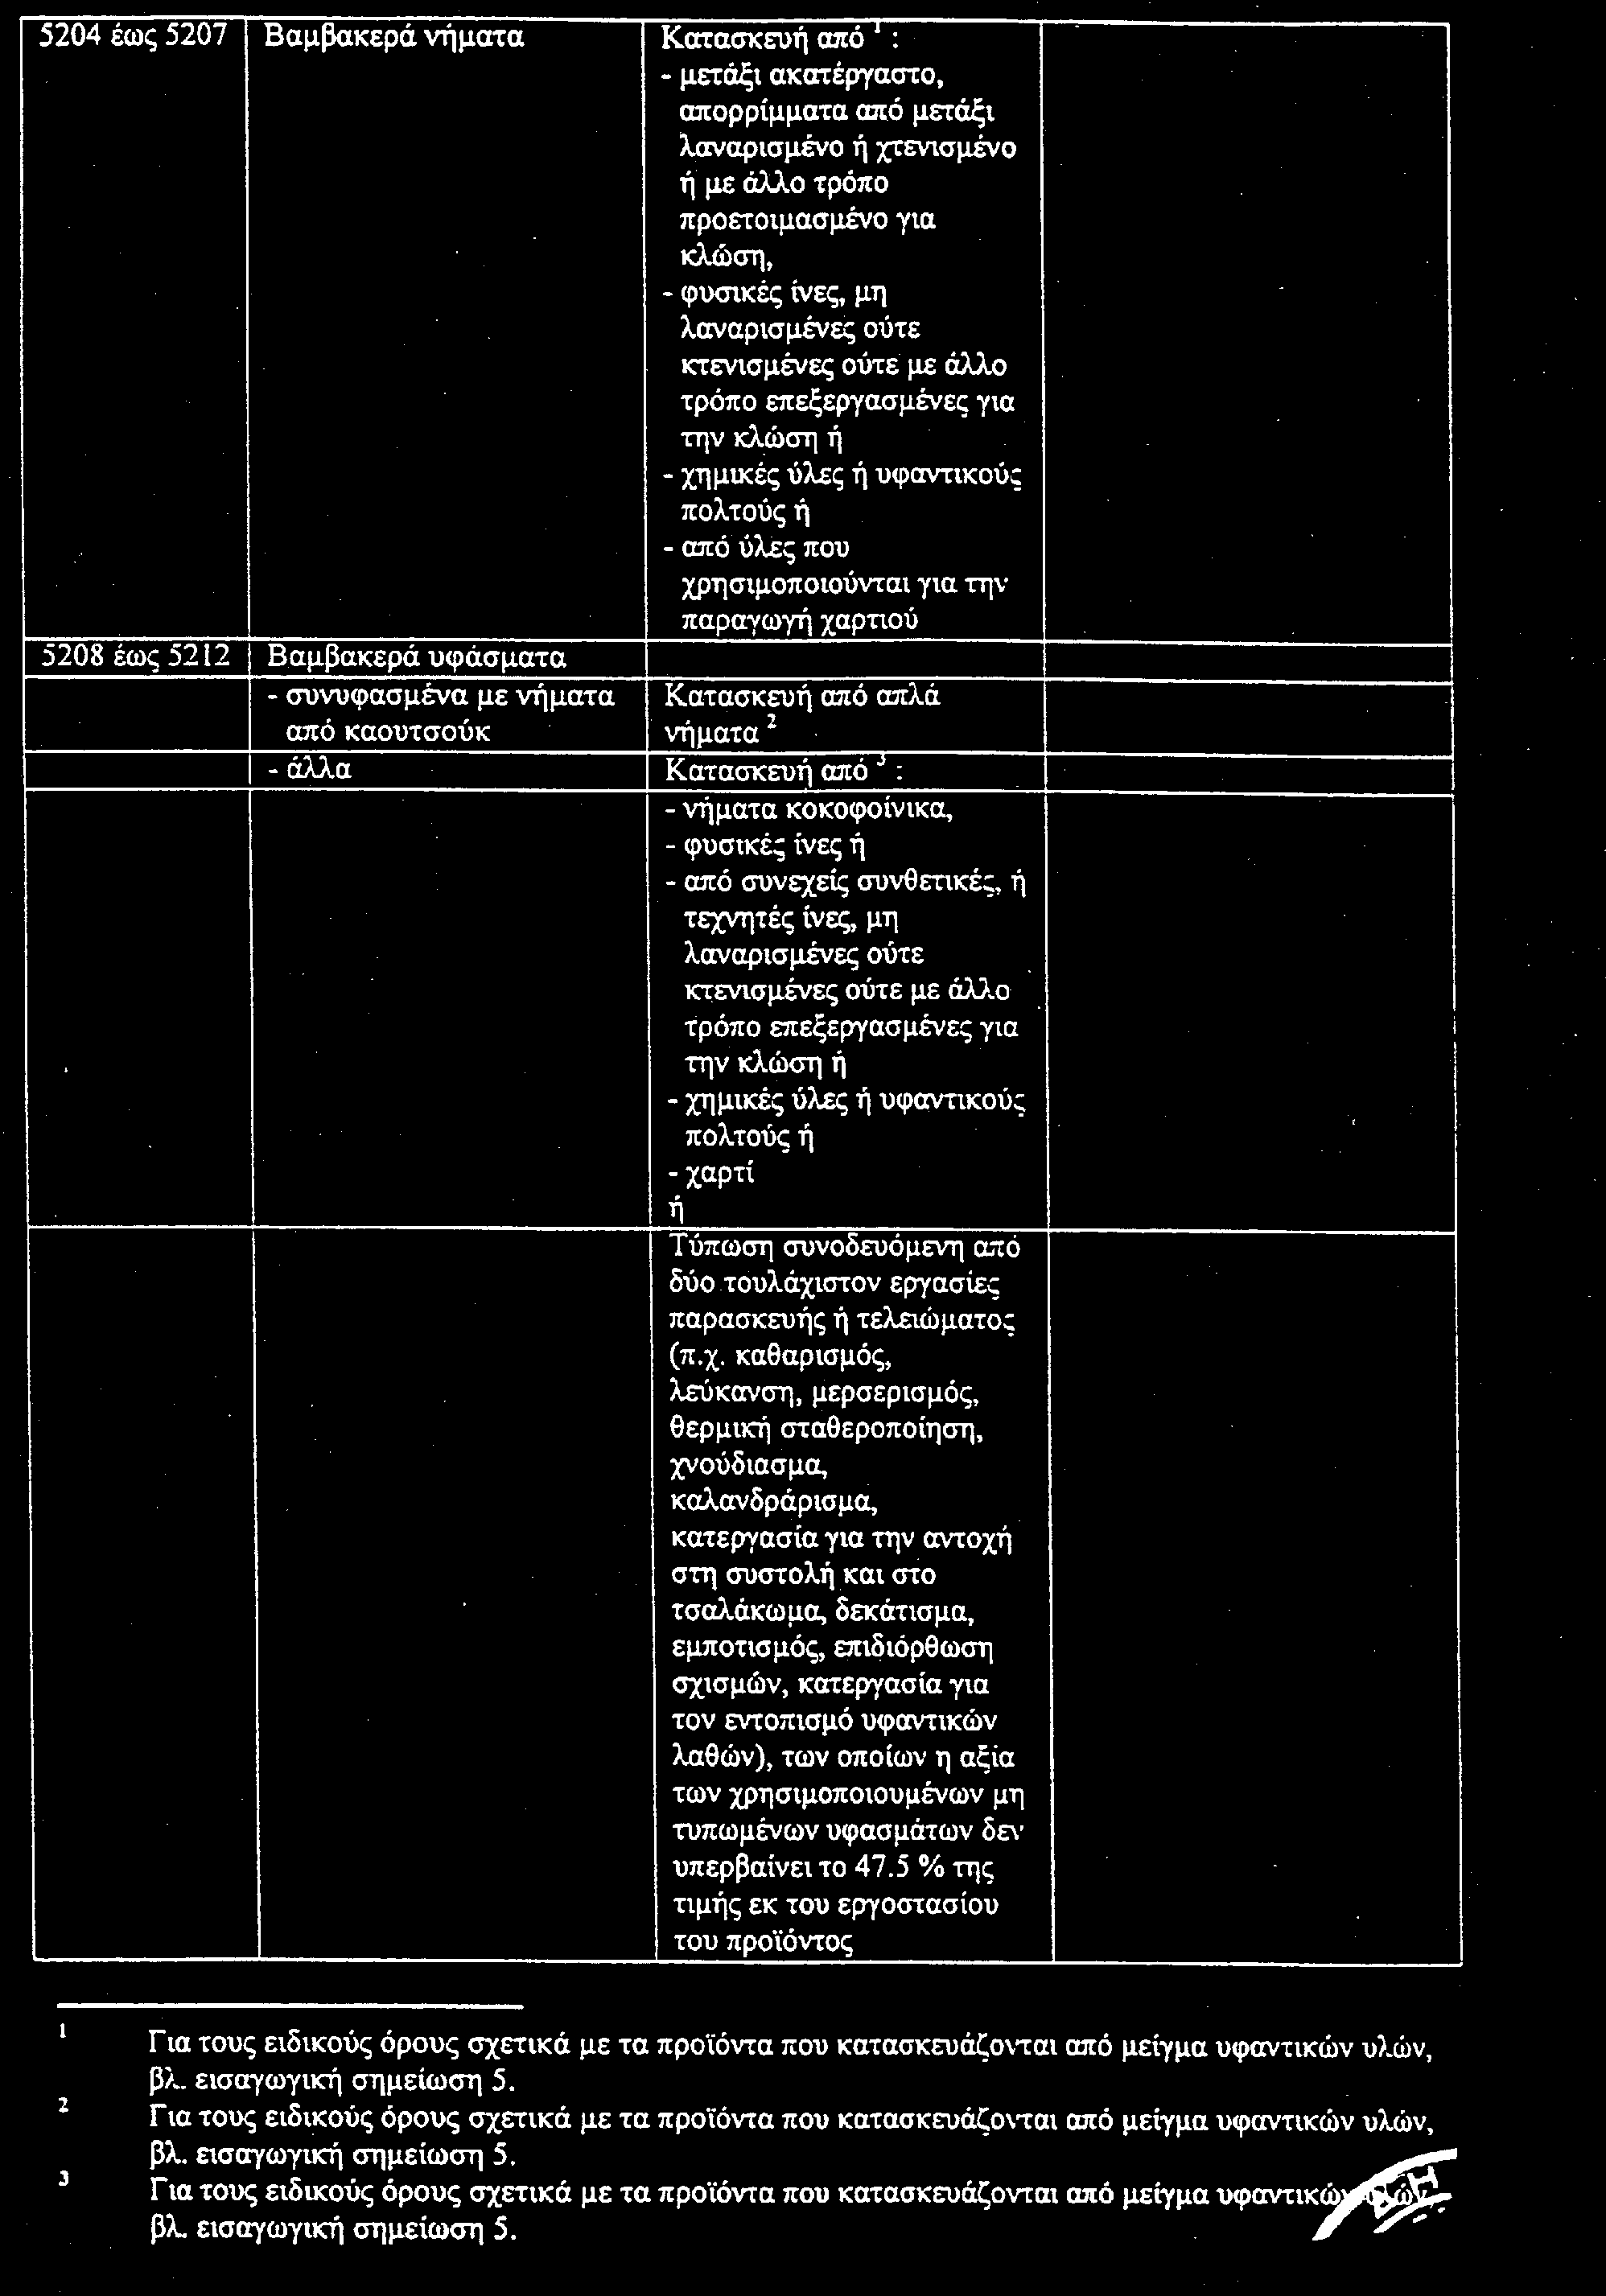 5204 έως 5207 Βαμβακερά νήματα Κατασκευή από 1 :
- μετάξι ακατέργαστο,
απορρίμματα από μετάξι
λαναρισμένο ή χτενισμένο
ή με άλλο τρόπο
προετοιμασμένο για
κλώση,
- φυσικές ίνες, μη
λαναρισμένες ούτε
κτενισμένες ούτε με άλλο
τρόπο επεξεργασμένες για
την κλώση ή
- χημικές ύλες ή υφαντικούς
πολτούς ή
- από ύλες που
χρησιμοποιούνται για την
παραγωγή χαρτιού
5208 έως 5212 Βαμβακερά υφάσματα
- συνυφασμένα με νήματα Κατασκευή από απλά
από καουτσούκ νήματα 2
- άλλα Κατασκευή από 3 :
- νήματα κοκοφοίνικα,
- φυσικές ίνες ή
- από συνεχείς συνθετικές, ή
τεχνητές ίνες, μη
λαναρισμένες ούτε
κτενισμένες ούτε με άλλο
τρόπο επεξεργασμένες για
την κλώση ή
- χημικές ύλες ή υφαντικούς
πολτούς ή
- χαρτί
ή
Τύπωση συνοδευόμενη από
δύο τουλάχιστον εργασίες
παρασκευής ή τελειώματος
(π.χ. καθαρισμός,
λεύκανση, μερσερισμός,
θερμική σταθεροποίηση,
χνούδιασμα,
καλανδράρισμα,
κατεργασία για την αντοχή
στη συστολή και στο
τσαλάκωμα, δεκάτισμα,
εμποτισμός, επιδιόρθωση
σχισμών, κατεργασία για
τον εντοπισμό υφαντικών
λαθών), των οποίων η αξία
των χρησιμοποιουμένων μη
τυπωμένων υφασμάτων δεν
υπερβαίνει το 47.5 % της
τιμής εκ του εργοστασίου
του προϊόντος
1 Για τους ειδικούς όρους σχετικά με τα προϊόντα που κατασκευάζονται από μείγμα υφαντικών υλών,
βλ. εισαγωγική σημείωση 5.
2 Για τους ειδικούς όρους σχετικά με τα προϊόντα που κατασκευάζονται από μείγμα υφαντικών υλών,
βλ. εισαγωγική σημείωση 5.
3 Για τους ειδικούς όρους σχετικά με τα προϊόντα που κατασκευάζονται από μείγμα
βλ. εισαγωγική σημείωση 5.